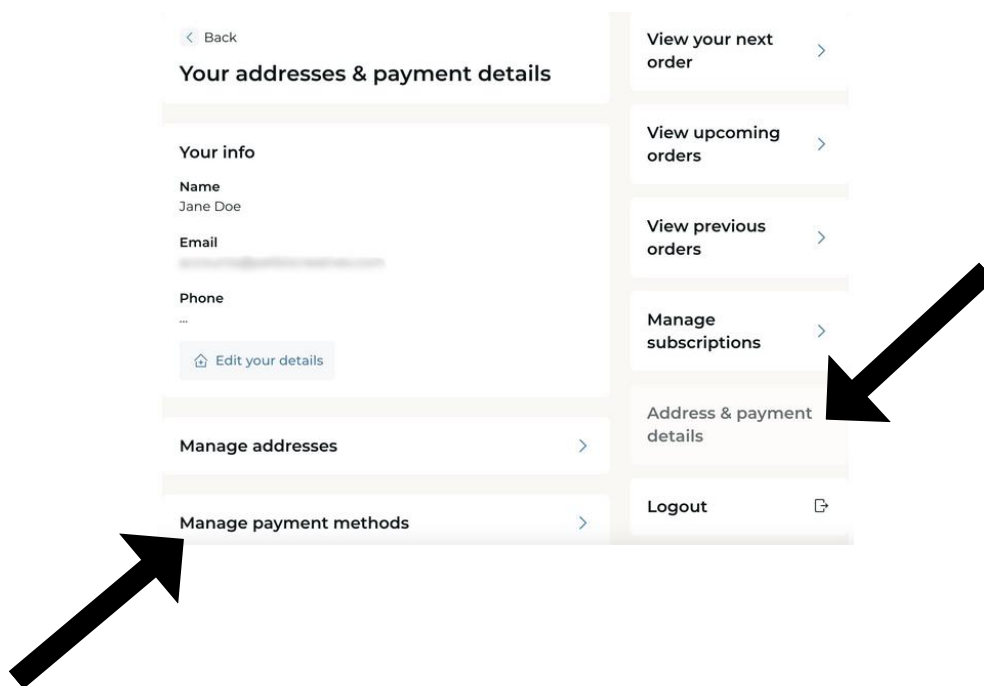 Back
Your addresses & payment details
Your info
Name
Jane Doe
Email
Phone
...
Edit your details
Manage addresses
Manage payment methods
View your next
order
View upcoming
orders
View previous
orders
Manage
subscriptions
Address & payment
details
Logout